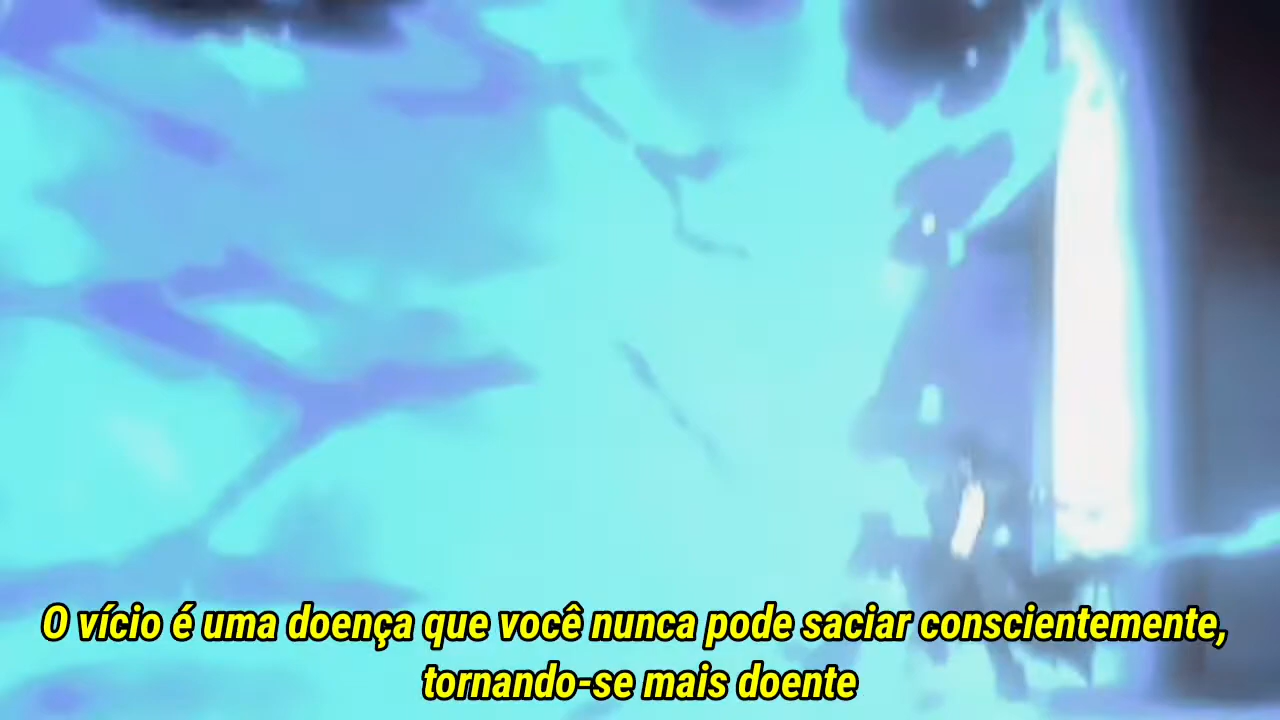 O vício é uma doença que você nunca pode saciar conscientemente,
tornando-se mais doente